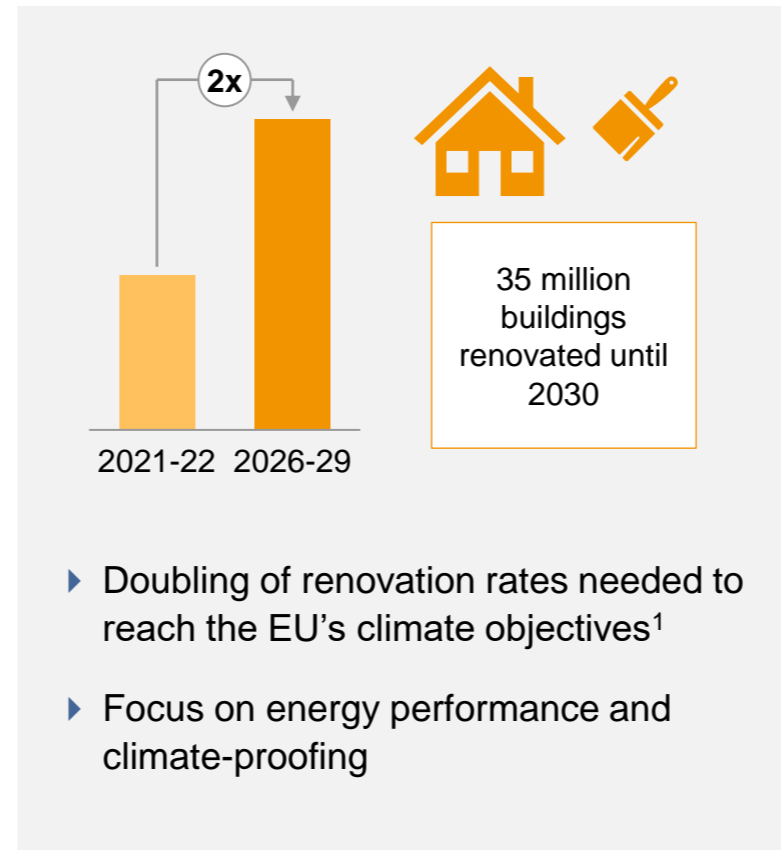 2x
35 million
buildings
renovated until
2030
2021-22 2026-29
Doubling of renovation rates needed to
reach the EU’s climate objectives¹
Focus on energy performance and
climate-proofing